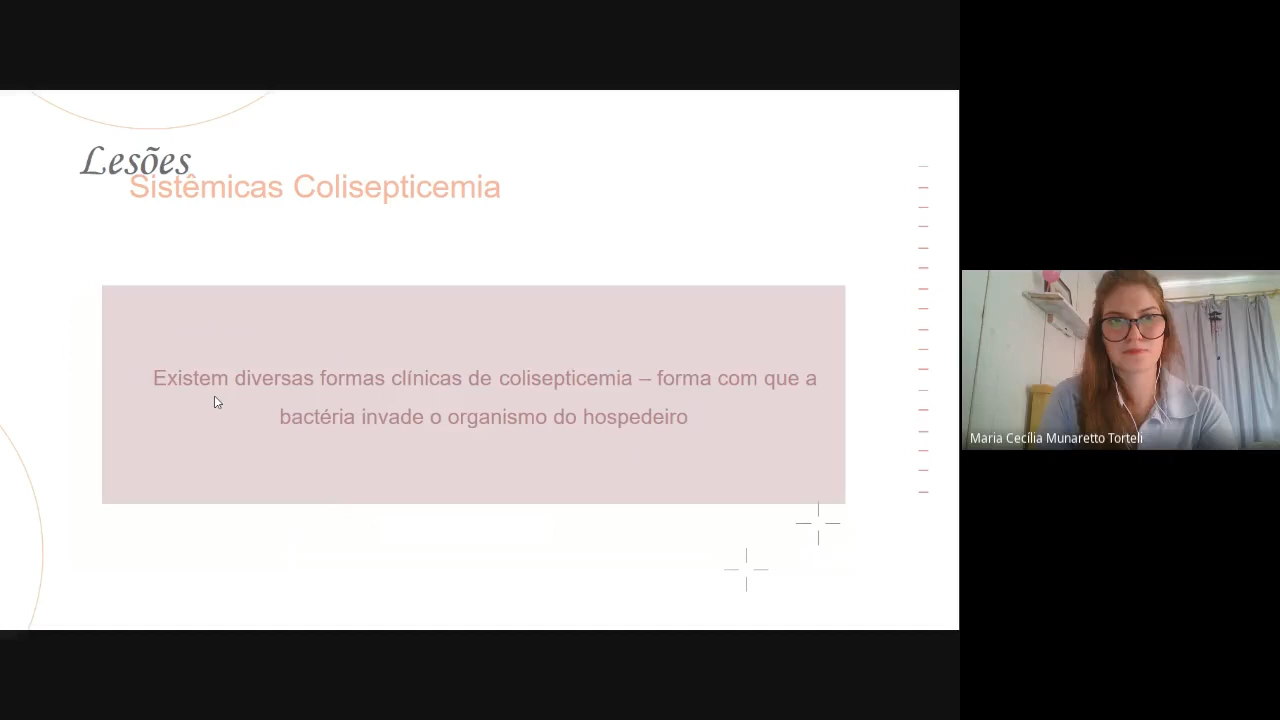 Lesões
Sistêmicas Colisepticemia
Existem diversas formas clínicas de colisepticemia – forma com que a
bactéria invade o organismo do hospedeiro
Maria Cecília Munaretto Torteli